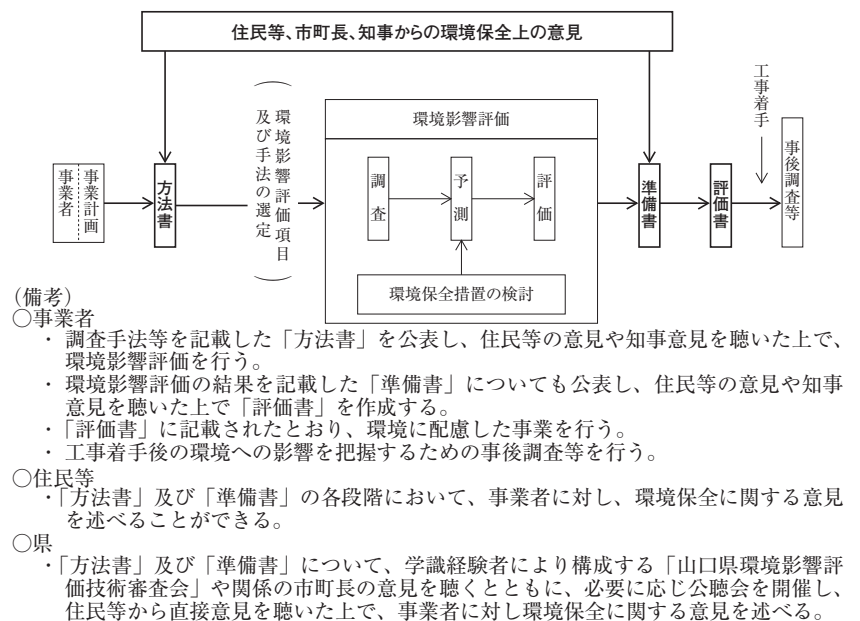 住民等、市町長、知事からの環境保全上の意見
事業者
事業計画
方法書
（環境影響評価項目
及び手法の選定）
環境影響評価
調査
予測
評価
環境保全措置の検討
準備書
評価書
工事着手
事後調査等
（備考）
○事業者
・ 調査手法等を記載した「方法書」を公表し、住民等の意見や知事意見を聴いた上で、
環境影響評価を行う。
・ 環境影響評価の結果を記載した「準備書」についても公表し、住民等の意見や知事
意見を聴いた上で「評価書」を作成する。
・「評価書」に記載されたとおり、環境に配慮した事業を行う。
・ 工事着手後の環境への影響を把握するための事後調査等を行う。
○住民等
・「方法書」及び「準備書」の各段階において、事業者に対し、環境保全に関する意見
を述べることができる。
○県
・「方法書」及び「準備書」について、学識経験者により構成する「山口県環境影響評
価技術審査会」や関係の市町長の意見を聴くとともに、必要に応じ公聴会を開催し、
住民等から直接意見を聴いた上で、事業者に対し環境保全に関する意見を述べる。